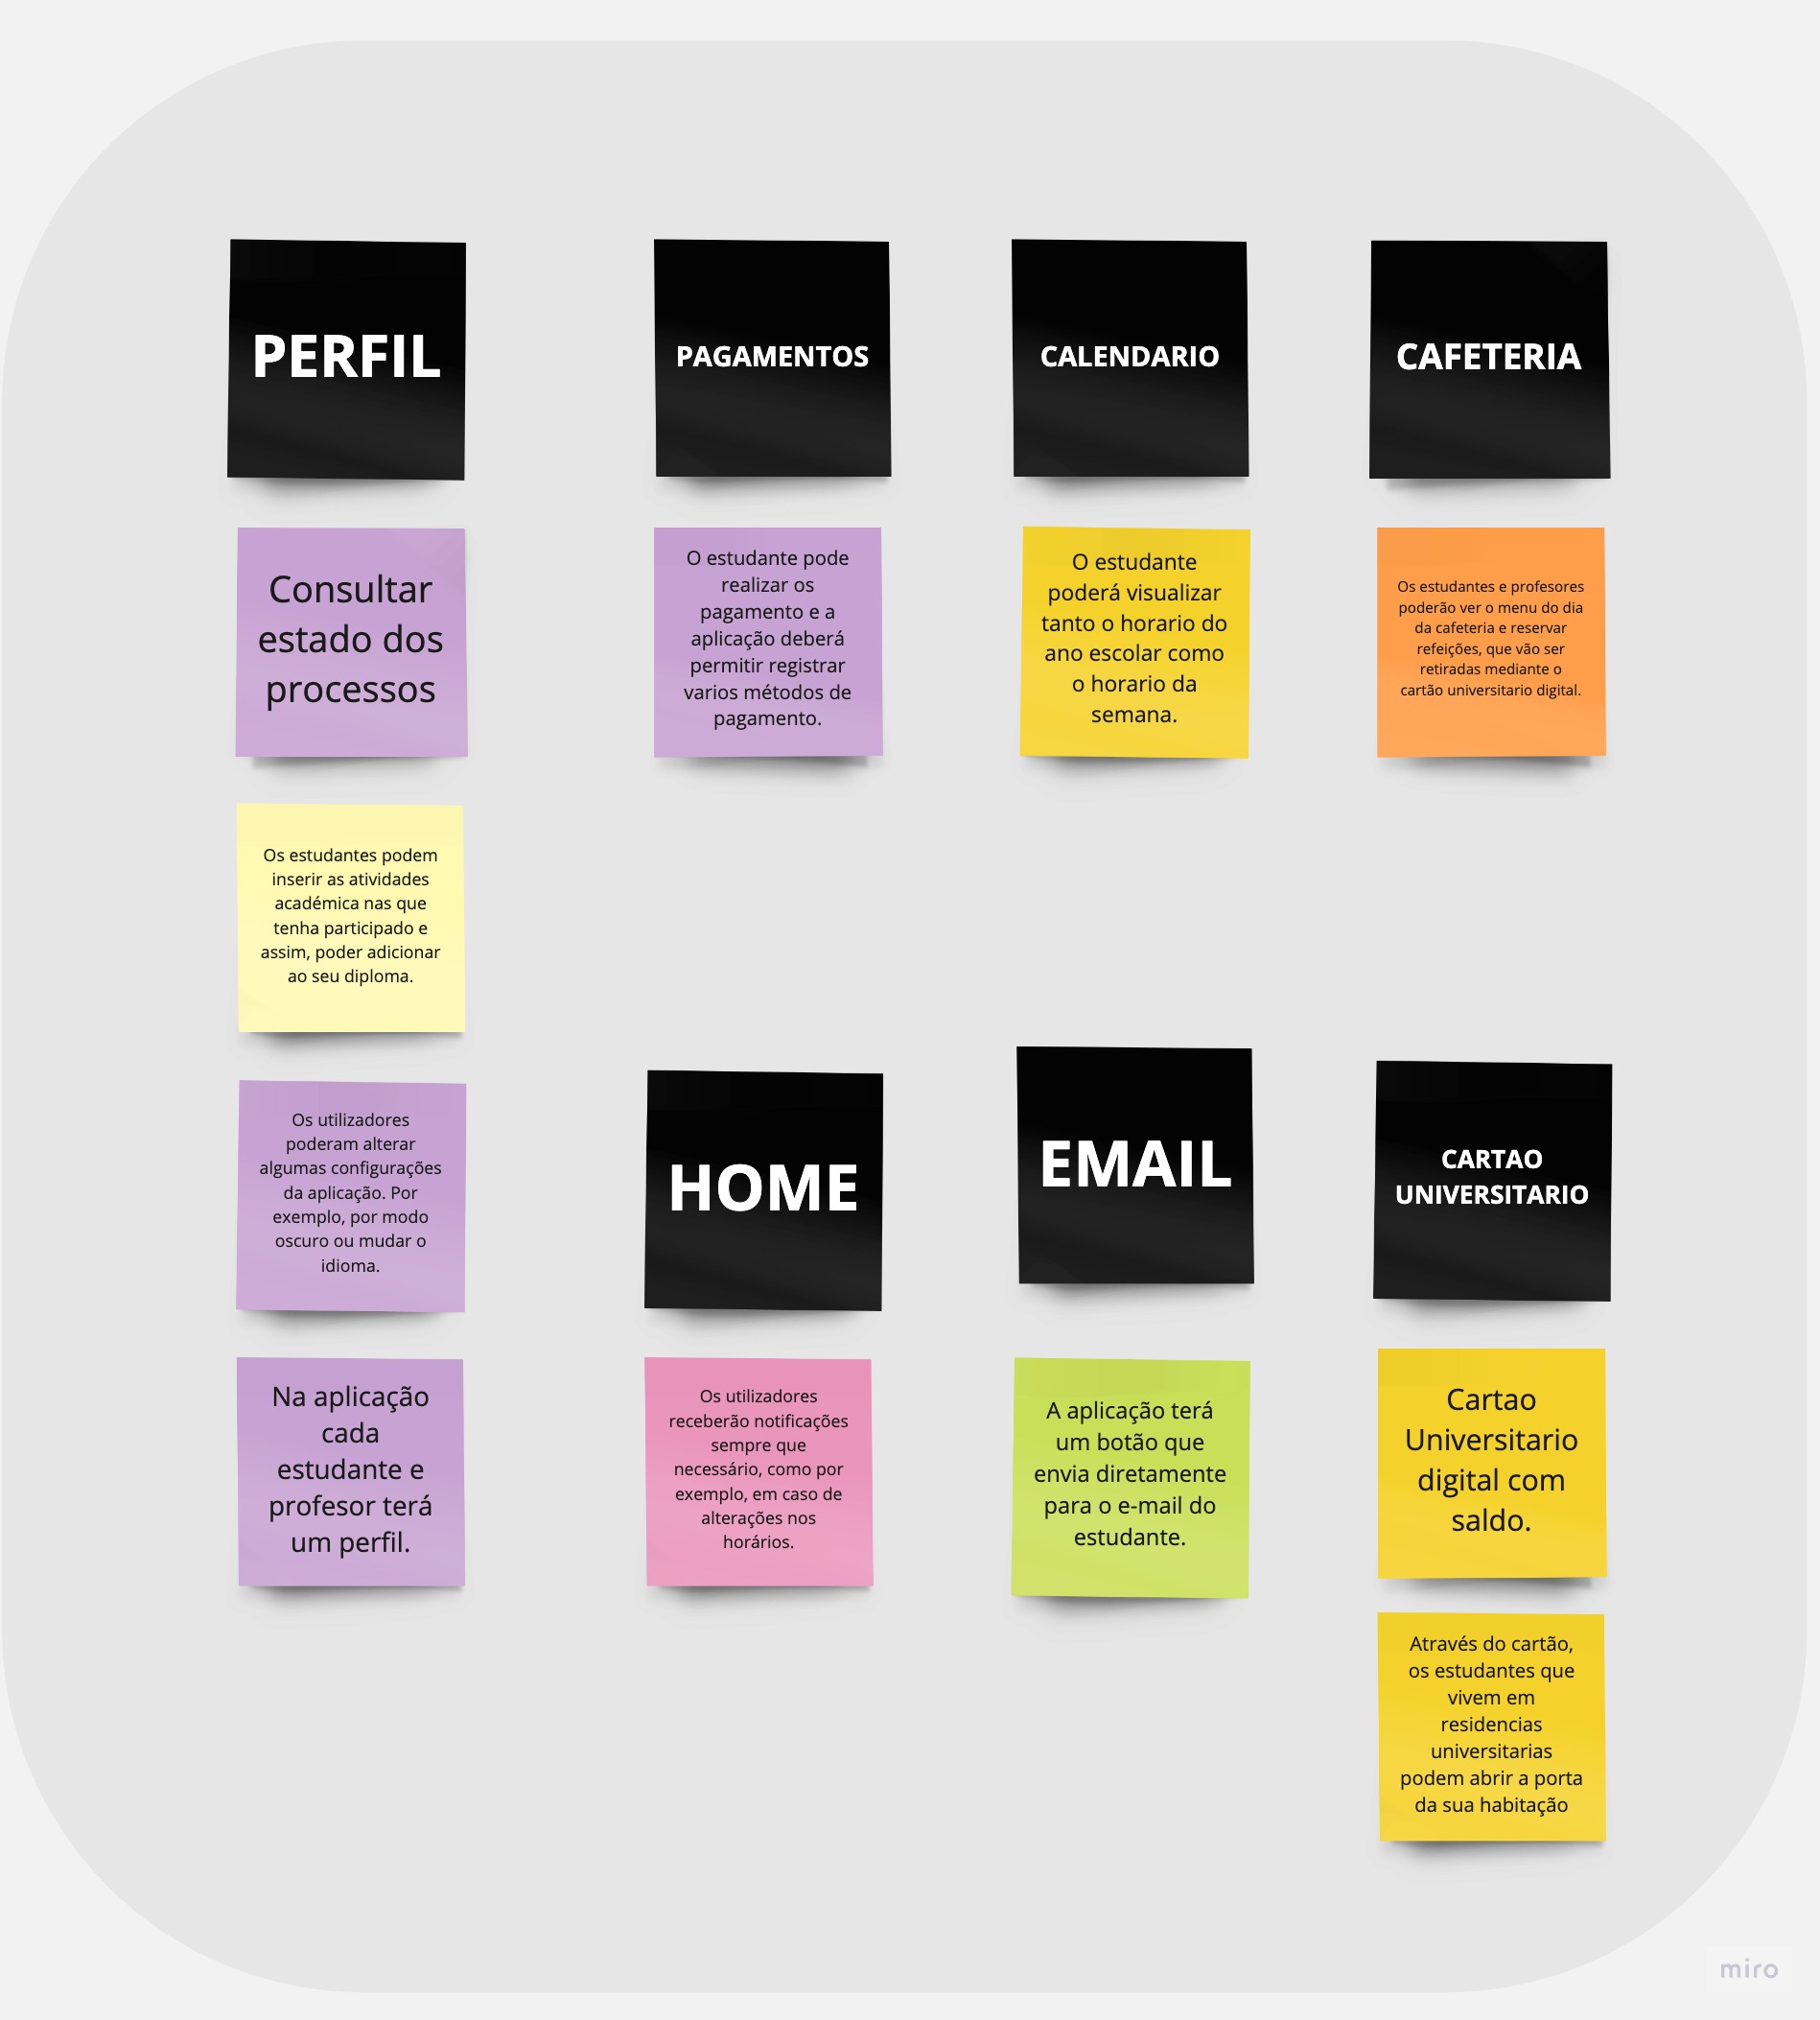 PERFIL
Consultar
estado dos
processos
Os estudantes podem
inserir as atividades
académica nas que
tenha participado e
assim, poder adicionar
ao seu diploma.
Os utilizadores
poderam alterar
algumas configurações
da aplicação. Por
exemplo, por modo
oscuro ou mudar o
idioma.
Na aplicação
cada
estudante e
profesor terá
um perfil.
PAGAMENTOS
O estudante pode
realizar os
pagamento e a
aplicação deberá
permitir registrar
varios métodos de
pagamento.
CALENDARIO
O estudante
poderá visualizar
tanto o horario do
ano escolar como
o horario da
semana.
CAFETERIA
Os estudantes e profesores
poderão ver o menu do dia
da cafeteria e reservar
refeições, que vão ser
retiradas mediante o
cartão universitario digital.
HOME
Os utilizadores
receberão notificações
sempre que
necessário, como por
exemplo, em caso de
alterações nos
horários.
EMAIL
A aplicação terá
um botão que
envia diretamente
para o e-mail do
estudante.
CARTAO
UNIVERSITARIO
Cartao
Universitario
digital com
saldo.
Através do cartão,
os estudantes que
vivem em
residencias
universitarias
podem abrir a porta
da sua habitação
miro